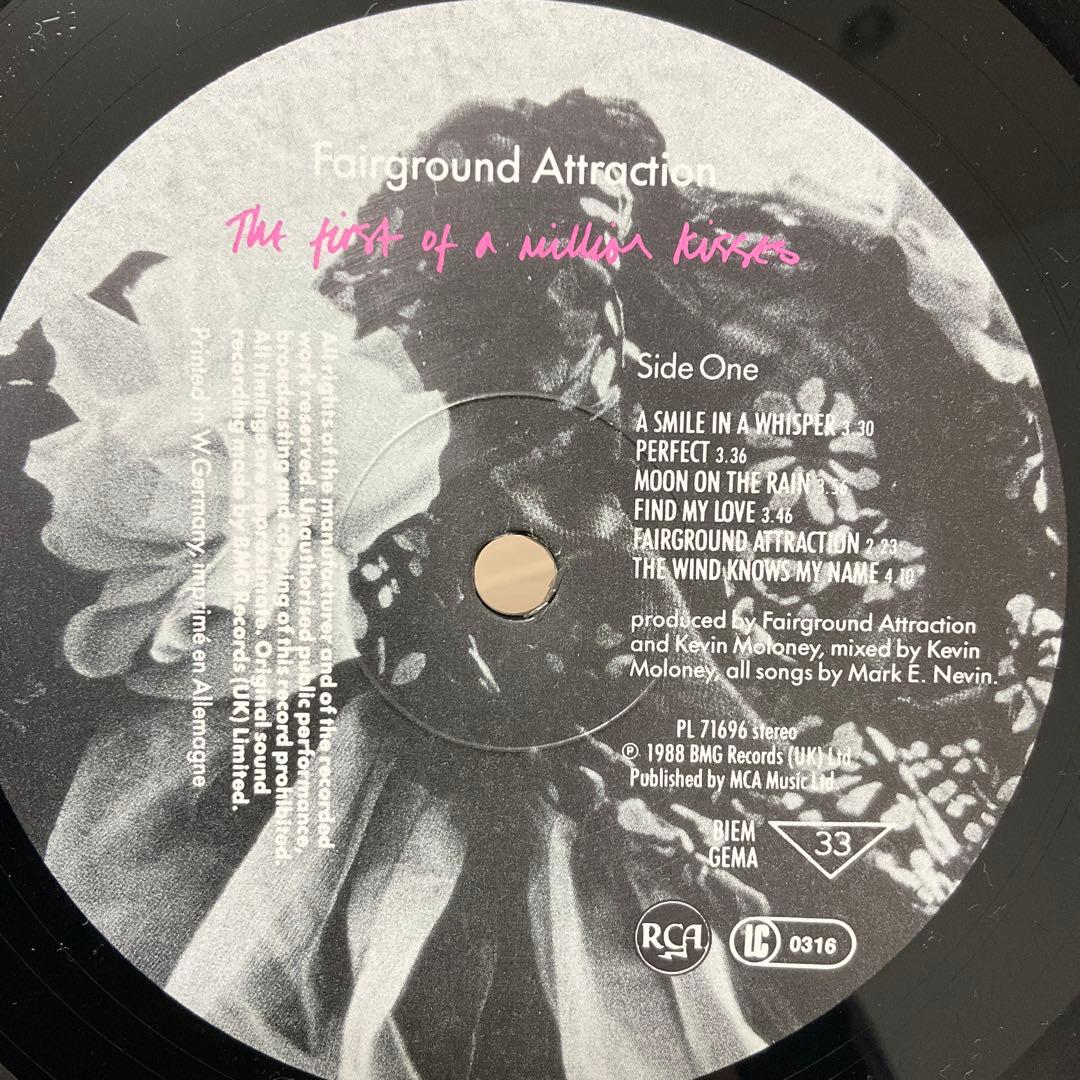 Fairground Attraction
The first of a million kisses
Side One
A SMILE IN A WHISPER 3.30
PERFECT 3.36
MOON ON THE RAIN 3.56
FIND MY LOVE 3.46
FAIRGROUND ATTRACTION 2.23
THE WIND KNOWS MY NAME 4.10
produced by Fairground Attraction
and Kevin Moloney, mixed by Kevin
Moloney, all songs by Mark E. Nevin.
PL 71696 stereo
℗ 1988 BMG Records (UK) Ltd.
Published by MCA Music Ltd.
BIEM
GEMA
33
RCA
LC 0316
All rights of the manufacturer and of the recorded
work reserved. Unauthorised public performance,
broadcasting and copying of this record prohibited.
All timings are approximate. Original sound
recording made by BMG Records (UK) Limited.
Printed in W.Germany, imprimé en Allemagne